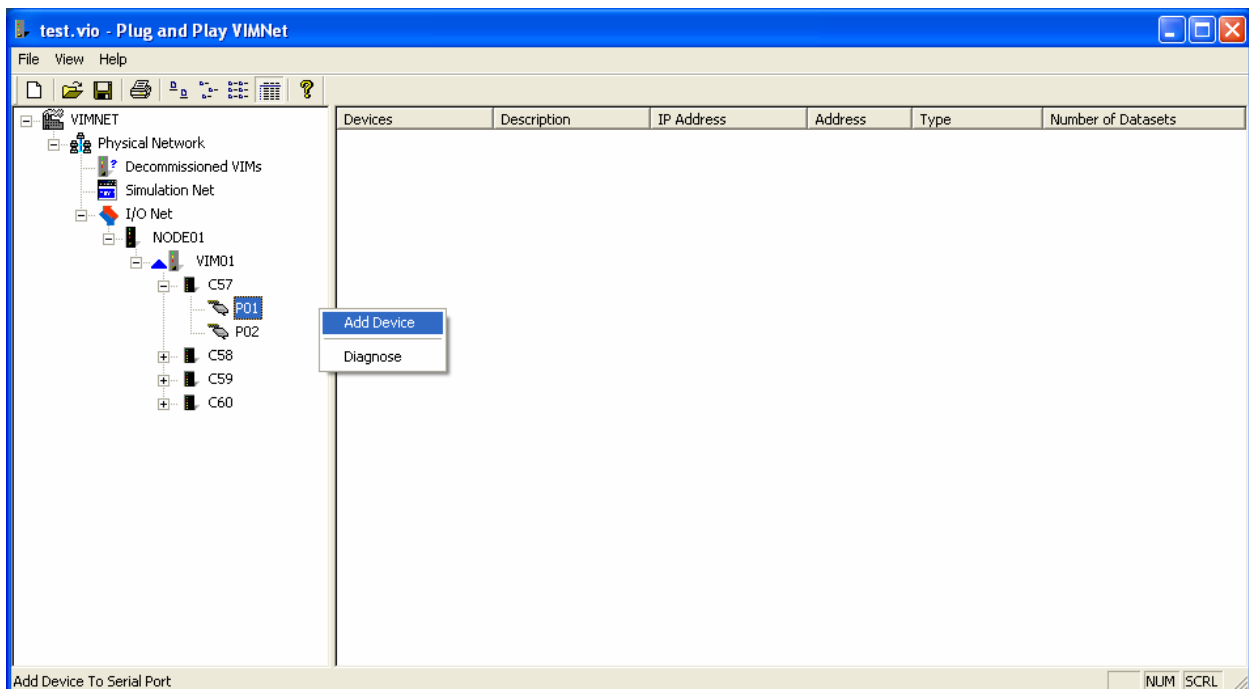 test.vio - Plug and Play VIMNet
File View Help
VIMNET
Devices Description IP Address Address Type Number of Datasets
Physical Network
Decommissioned VIMs
Simulation Net
I/O Net
NODE01
VIM01
C57
P01
P02
C58
C59
C60
Add Device
Diagnose
Add Device To Serial Port
NUM SCRL